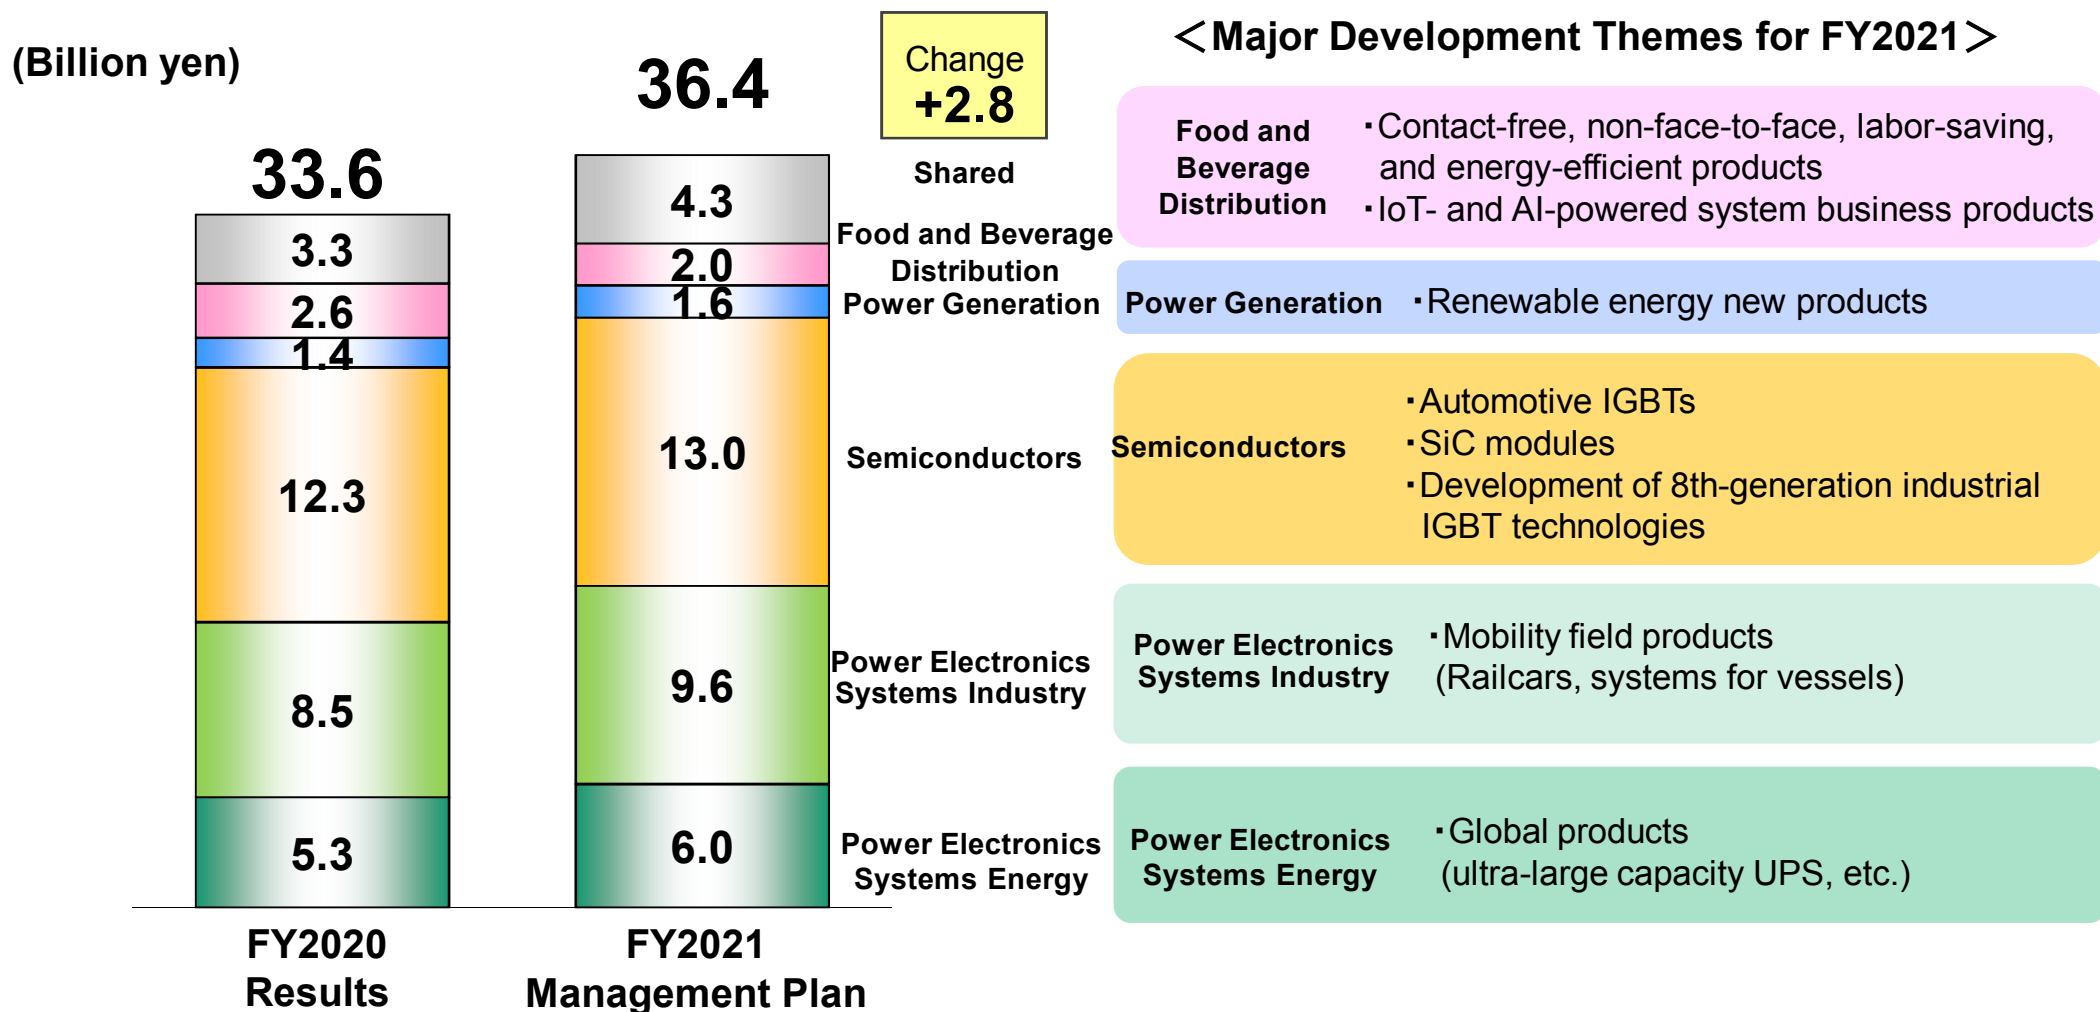 (Billion yen)
33.6
3.3
2.6
1.4
12.3
8.5
5.3
FY2020
Results
36.4
4.3
2.0
1.6
13.0
9.6
6.0
FY2021
Management Plan
Change
+2.8
Shared
Food and Beverage
Distribution
Power Generation
Semiconductors
Power Electronics
Systems Industry
Power Electronics
Systems Energy
＜Major Development Themes for FY2021＞
Food and
Beverage
Distribution
・Contact-free, non-face-to-face, labor-saving,
and energy-efficient products
・IoT- and AI-powered system business products
Power Generation
・Renewable energy new products
Semiconductors
・Automotive IGBTs
・SiC modules
・Development of 8th-generation industrial
IGBT technologies
Power Electronics
Systems Industry
・Mobility field products
(Railcars, systems for vessels)
Power Electronics
Systems Energy
・Global products
(ultra-large capacity UPS, etc.)